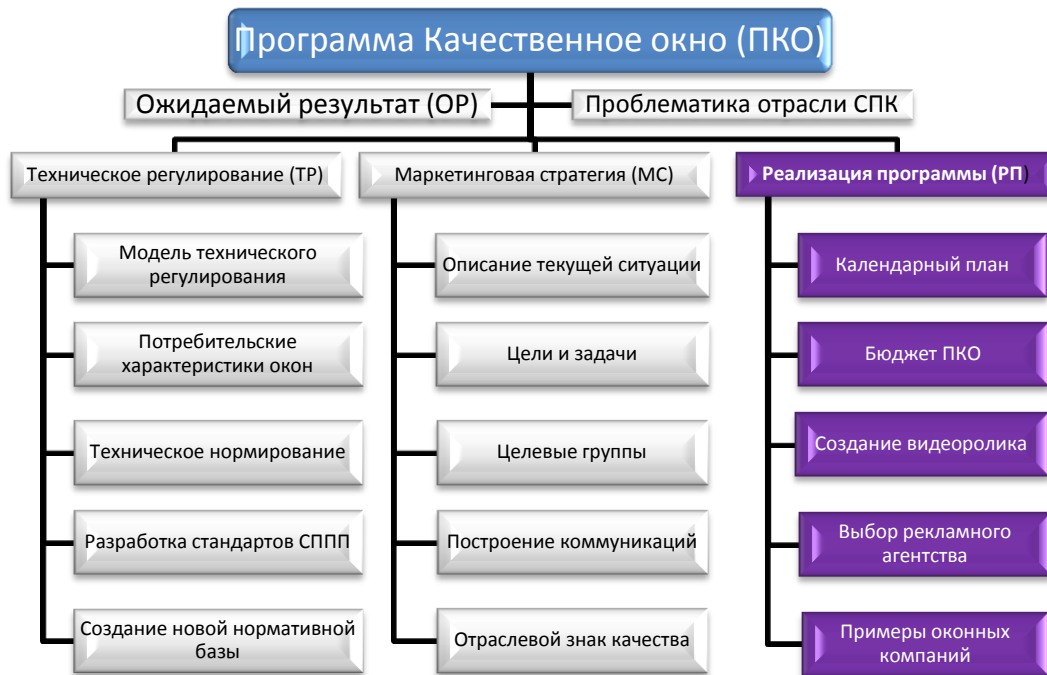 Программа Качественное окно (ПКО)
Ожидаемый результат (ОР)
Проблематика отрасли СПК
Техническое регулирование (ТР)
Модель технического
регулирования
Потребительские
характеристики окон
Техническое нормирование
Разработка стандартов СППП
Создание новой нормативной
базы
Маркетинговая стратегия (МС)
Описание текущей ситуации
Цели и задачи
Целевые группы
Построение коммуникаций
Отраслевой знак качества
Реализация программы (РП)
Календарный план
Бюджет ПКО
Создание видеоролика
Выбор рекламного
агентства
Примеры оконных
компаний